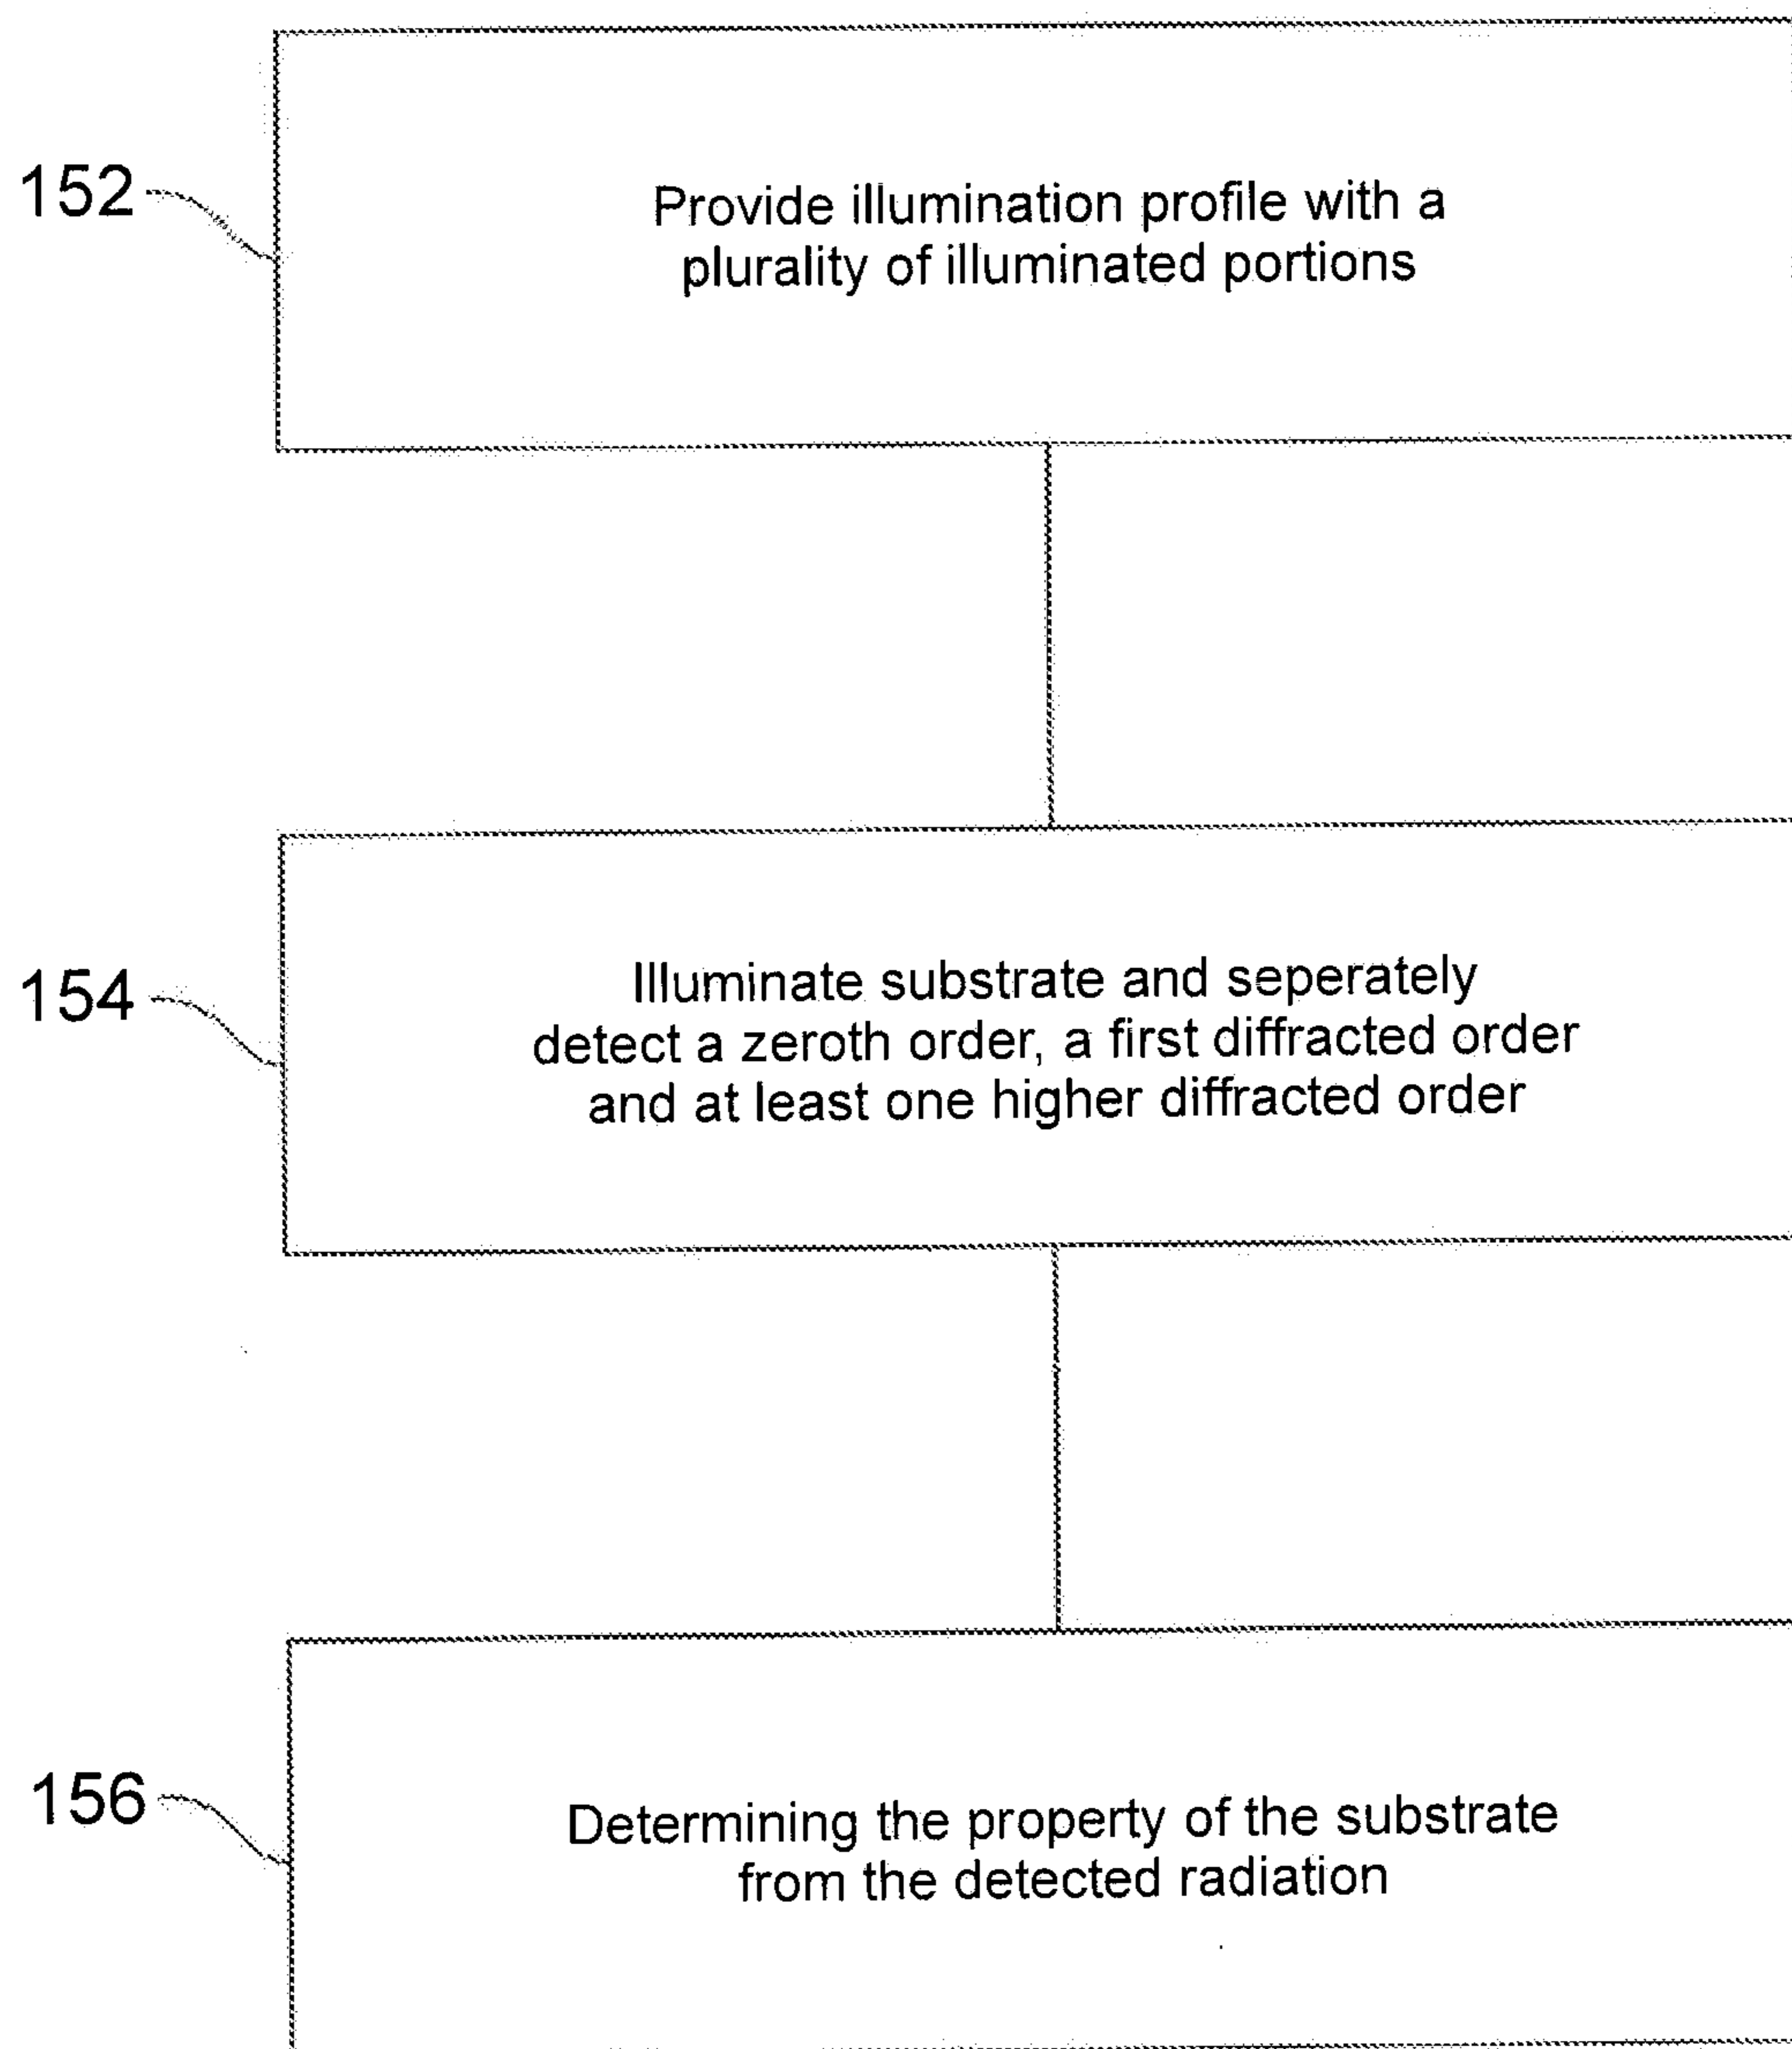 152
Provide illumination profile with a
plurality of illuminated portions
154
Illuminate substrate and seperately
detect a zeroth order, a first diffracted order
and at least one higher diffracted order
156
Determining the property of the substrate
from the detected radiation